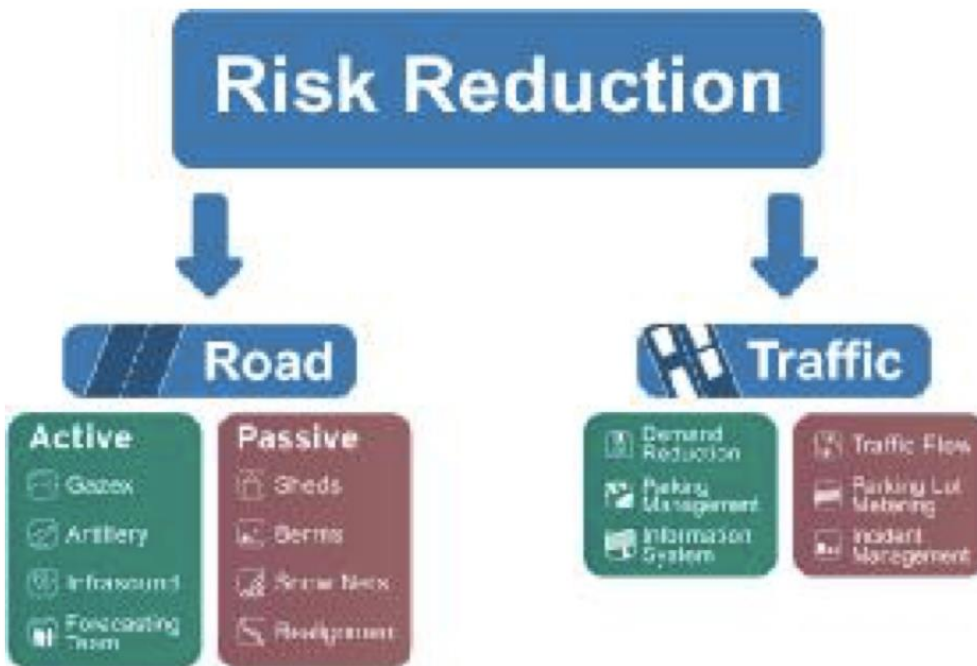 Risk Reduction
Road
Traffic
Active
Gazex
Artillery
Infrasound
Forecasting
Team
Passive
Sheds
Berms
Snow Nets
Realignment
Demand
Reduction
Parking
Management
Information
System
Traffic Flow
Parking Lot
Metering
Incident
Management